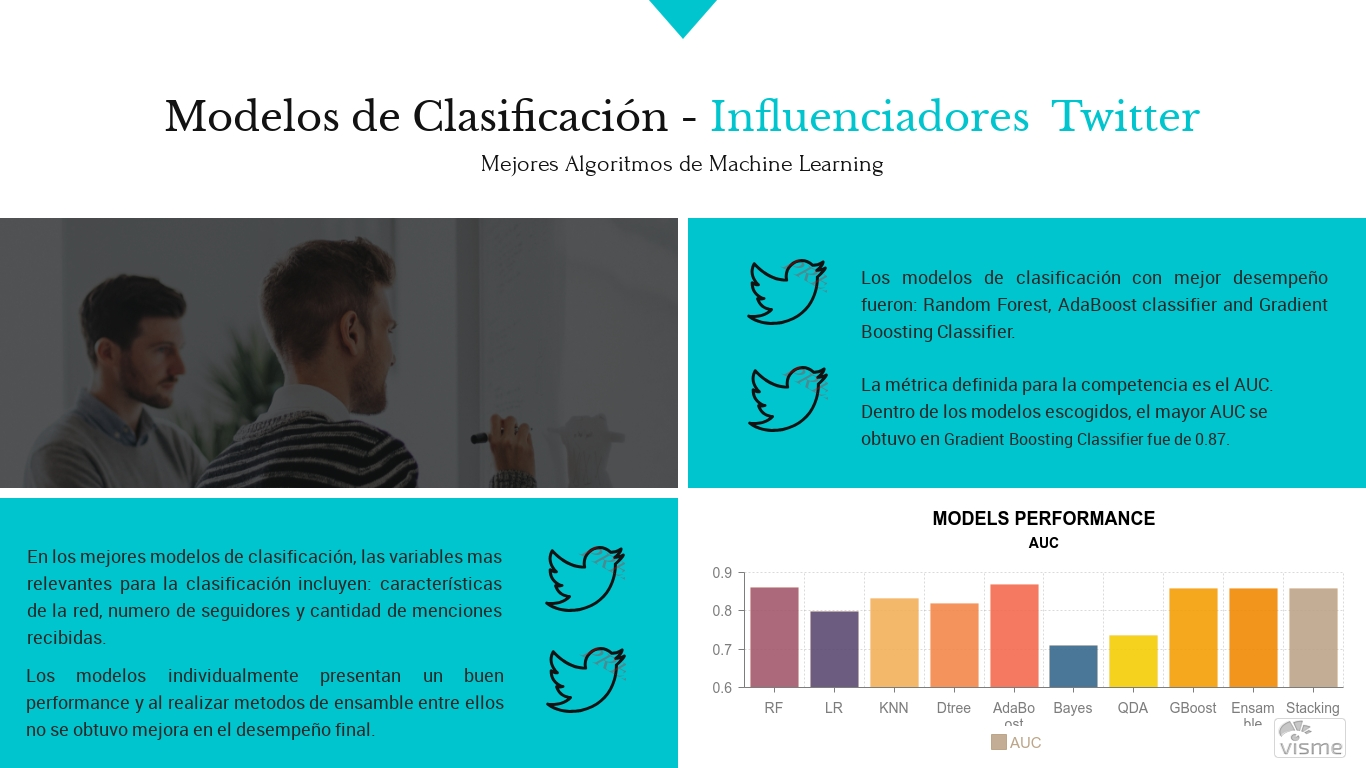 Modelos de Clasificación - Influenciadores Twitter
Mejores Algoritmos de Machine Learning
Los modelos de clasificación con mejor desempeño
fueron: Random Forest, AdaBoost classifier and Gradient
Boosting Classifier.
La métrica definida para la competencia es el AUC.
Dentro de los modelos escogidos, el mayor AUC se
obtuvo en Gradient Boosting Classifier fue de 0.87.
En los mejores modelos de clasificación, las variables mas
relevantes para la clasificación incluyen: características
de la red, numero de seguidores y cantidad de menciones
recibidas.
Los modelos individualmente presentan un buen
performance y al realizar metodos de ensamble entre ellos
no se obtuvo mejora en el desempeño final.
MODELS PERFORMANCE
AUC
0.9
0.8
0.7
0.6
RF LR KNN Dtree AdaBo Bayes QDA GBoost Ensam Stacking
ost ble
AUC
visme